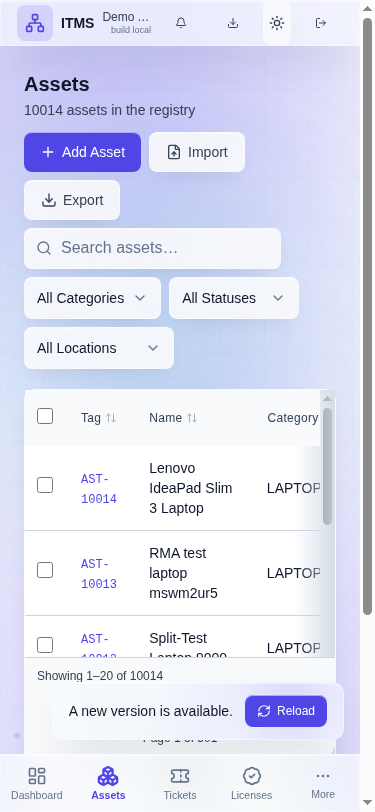 ITMS
Demo ...
build local
Assets
10014 assets in the registry
Add Asset
Import
Export
Search assets...
All Categories
All Statuses
All Locations
Tag
Name
Category
AST-
10014
Lenovo
IdeaPad Slim
3 Laptop
LAPTOP
AST-
10013
RMA test
laptop
mswm2ur5
LAPTOP
AST-
Split-Test
LAPTOP
Showing 1–20 of 10014
A new version is available.
Reload
Dashboard
Assets
Tickets
Licenses
More